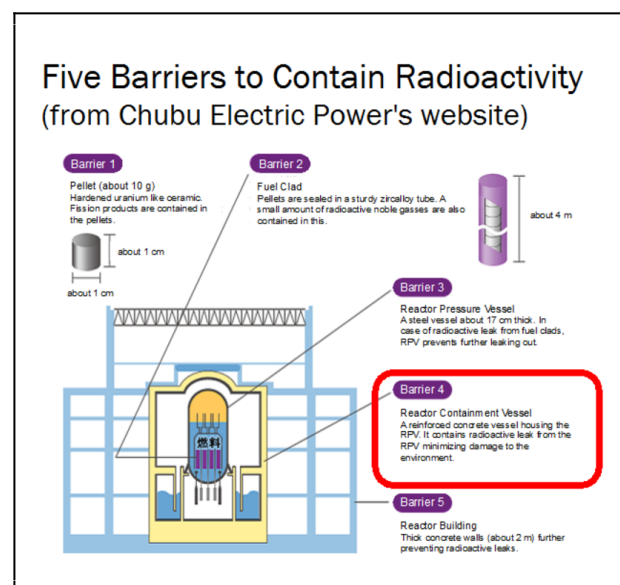 Five Barriers to Contain Radioactivity
(from Chubu Electric Power's website)
Barrier 1
Pellet (about 10 g)
Hardened uranium like ceramic.
Fission products are contained in
the pellets.
about 1 cm
about 1 cm
Barrier 2
Fuel Clad
Pellets are sealed in a sturdy zircalloy tube. A
small amount of radioactive noble gasses are also
contained in this.
about 4 m
Barrier 3
Reactor Pressure Vessel
A steel vessel about 17 cm thick. In
case of radioactive leak from fuel clads,
RPV prevents further leaking out.
燃料
Barrier 4
Reactor Containment Vessel
A reinforced concrete vessel housing the
RPV. It contains radioactive leak from the
RPV minimizing damage to the
environment.
Barrier 5
Reactor Building
Thick concrete walls (about 2 m) further
preventing radioactive leaks.